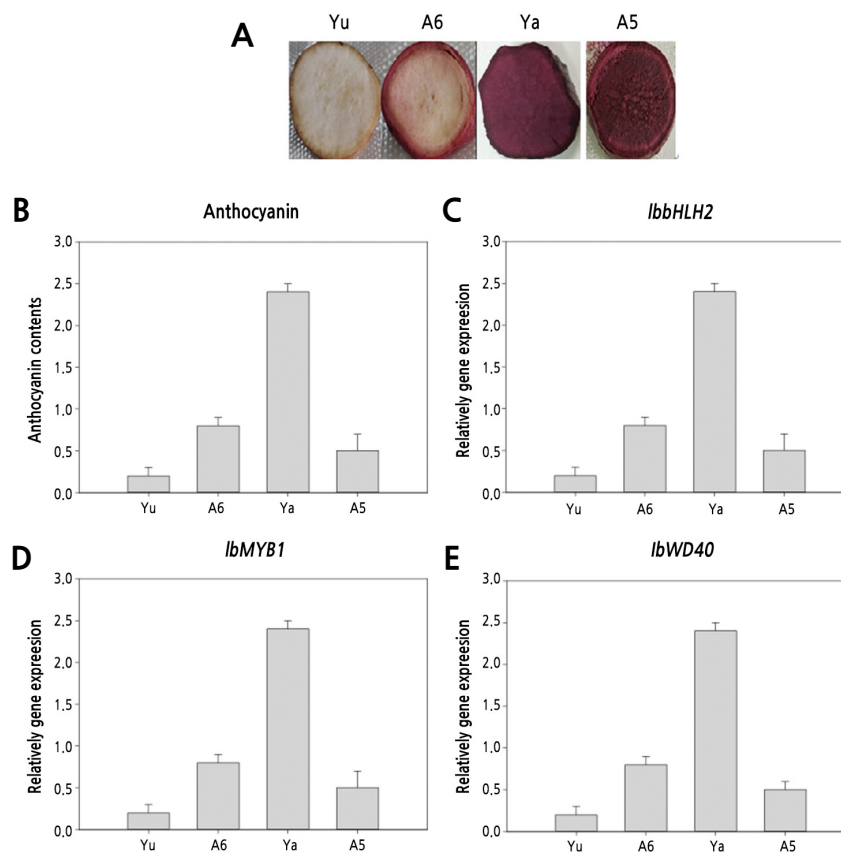 A
Yu A6 Ya A5
B Anthocyanin
Anthocyanin contents
3.0
2.5
2.0
1.5
1.0
0.5
0.0
Yu A6 Ya A5
C IbbHLH2
Relatively gene expreesion
3.0
2.5
2.0
1.5
1.0
0.5
0.0
Yu A6 Ya A5
D IbMYB1
Relatively gene expreesion
3.0
2.5
2.0
1.5
1.0
0.5
0.0
Yu A6 Ya A5
E IbWD40
Relatively gene expreesion
3.0
2.5
2.0
1.5
1.0
0.5
0.0
Yu A6 Ya A5